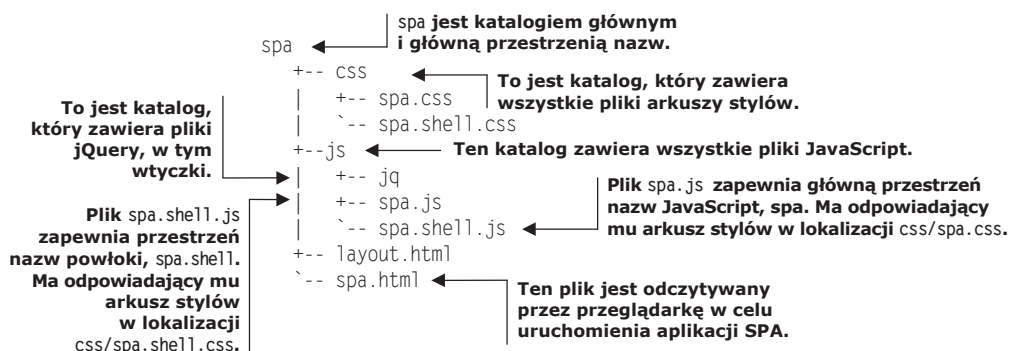 spa jest katalogiem głównym
i główną przestrzenią nazw.
spa
+-- css
To jest katalog, który zawiera
wszystkie pliki arkuszy stylów.
| +-- spa.css
| `-- spa.shell.css
To jest katalog,
który zawiera pliki
jQuery, w tym
wtyczki.
+--js
Ten katalog zawiera wszystkie pliki JavaScript.
| +-- jq
| +-- spa.js
| `-- spa.shell.js
Plik spa.js zapewnia główną przestrzeń
nazw JavaScript, spa. Ma odpowiadający
mu arkusz stylów w lokalizacji css/spa.css.
Plik spa.shell.js
zapewnia przestrzeń
nazw powłoki, spa.shell.
Ma odpowiadający mu
arkusz stylów
w lokalizacji
css/spa.shell.css.
+-- layout.html
`-- spa.html
Ten plik jest odczytywany
przez przeglądarkę w celu
uruchomienia aplikacji SPA.